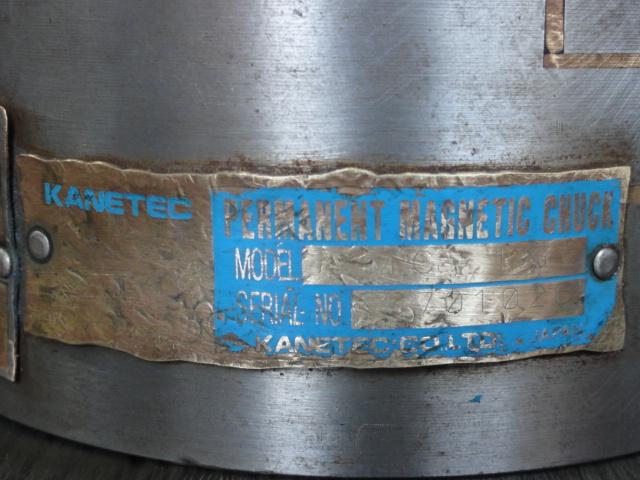 KANETEC
PERMANENT MAGNETIC CHUCK
MODEL
SERIAL NO
KANETEC CO., LTD. JAPAN